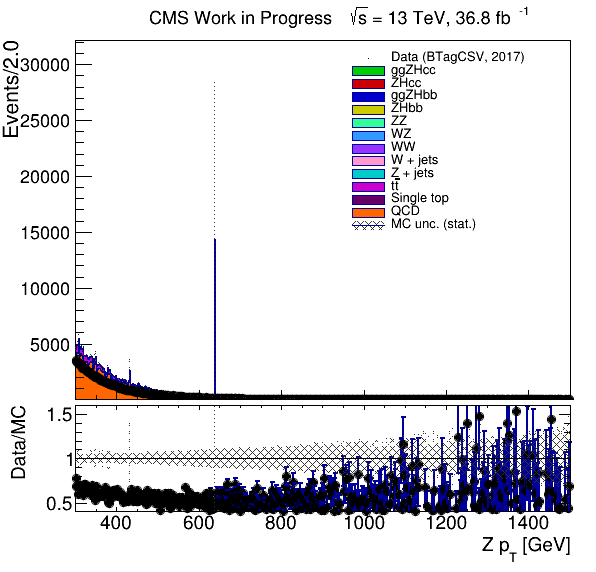 CMS Work in Progress √s = 13 TeV, 36.8 fb⁻¹
Events/2.0
30000
25000
20000
15000
10000
5000
Data (BTagCSV, 2017)
ggZHcc
ZHcc
ggZHbb
ZHbb
ZZ
WZ
WW
W + jets
Z + jets
tt̅
Single top
QCD
MC unc. (stat.)
Data/MC
1.5
1
0.5
400 600 800 1000 1200 1400
Z p_T [GeV]